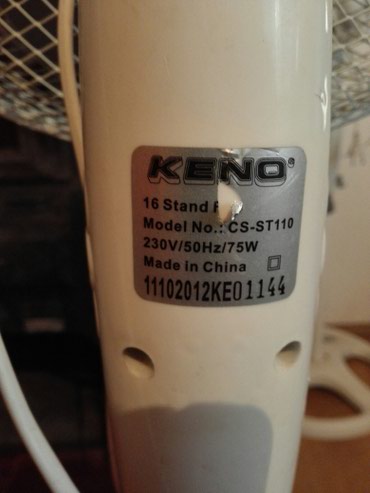 KENO®
16 Stand
Model No.: CS-ST110
230V/50Hz/75W
Made in China
11102012KE01144